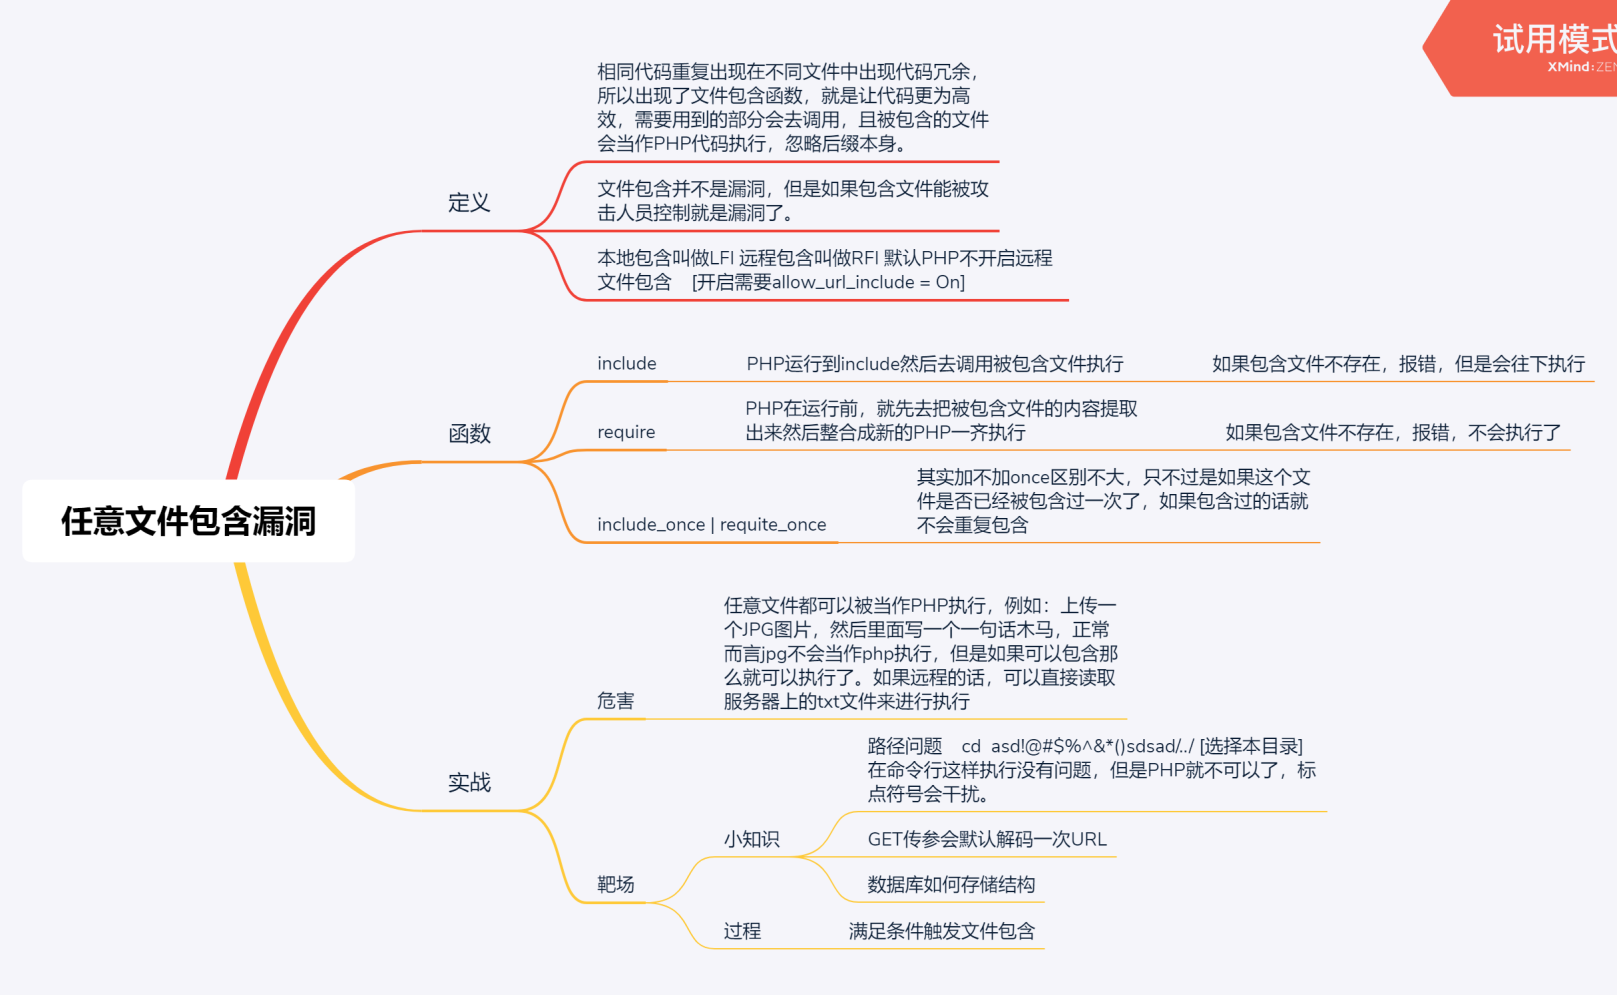 试用模式
XMind:ZEN
相同代码重复出现在不同文件中出现代码冗余，
所以出现了文件包含函数，就是让代码更为高
效，需要用到的部分会去调用，且被包含的文件
会当作PHP代码执行，忽略后缀本身。
定义
文件包含并不是漏洞，但是如果包含文件能被攻
击人员控制就是漏洞了。
本地包含叫做LFI 远程包含叫做RFI 默认PHP不开启远程
文件包含 [开启需要allow_url_include = On]
include
PHP运行到include然后去调用被包含文件执行
如果包含文件不存在，报错，但是会往下执行
函数
require
PHP在运行前，就先去把被包含文件的内容提取
出来然后整合成新的PHP一齐执行
如果包含文件不存在，报错，不会执行了
include_once | requite_once
其实加不加once区别不大，只不过是如果这个文
件是否已经被包含过一次了，如果包含过的话就
不会重复包含
任意文件包含漏洞
任意文件都可以被当作PHP执行，例如：上传一
个JPG图片，然后里面写一个一句话木马，正常
而言jpg不会当作php执行，但是如果可以包含那
么就可以执行了。如果远程的话，可以直接读取
服务器上的txt文件来进行执行
危害
实战
路径问题 cd asd!@#$%^&*()sdsad/../ [选择本目录]
在命令行这样执行没有问题，但是PHP就不可以了，标
点符号会干扰。
小知识
GET传参会默认解码一次URL
数据库如何存储结构
靶场
过程
满足条件触发文件包含